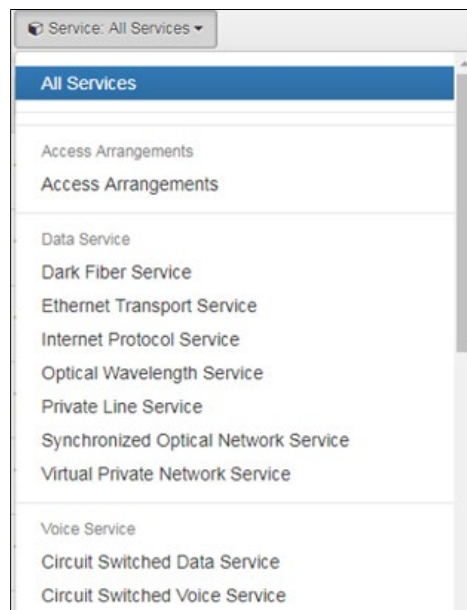 Service: All Services
All Services
Access Arrangements
Access Arrangements
Data Service
Dark Fiber Service
Ethernet Transport Service
Internet Protocol Service
Optical Wavelength Service
Private Line Service
Synchronized Optical Network Service
Virtual Private Network Service
Voice Service
Circuit Switched Data Service
Circuit Switched Voice Service